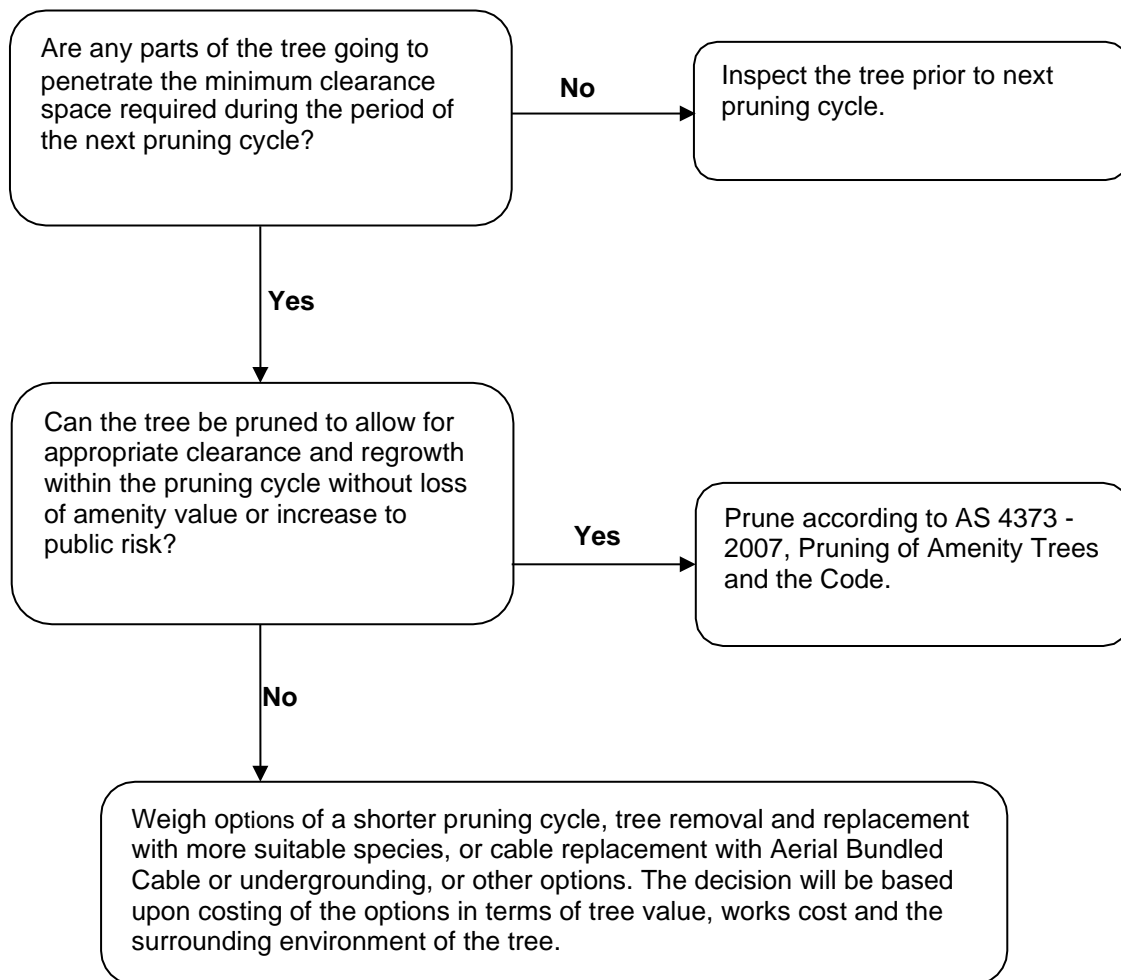 Are any parts of the tree going to
penetrate the minimum clearance
space required during the period of
the next pruning cycle?
No
Inspect the tree prior to next
pruning cycle.
Yes
Can the tree be pruned to allow for
appropriate clearance and regrowth
within the pruning cycle without loss
of amenity value or increase to
public risk?
Yes
Prune according to AS 4373 -
2007, Pruning of Amenity Trees
and the Code.
No
Weigh options of a shorter pruning cycle, tree removal and replacement
with more suitable species, or cable replacement with Aerial Bundled
Cable or undergrounding, or other options. The decision will be based
upon costing of the options in terms of tree value, works cost and the
surrounding environment of the tree.